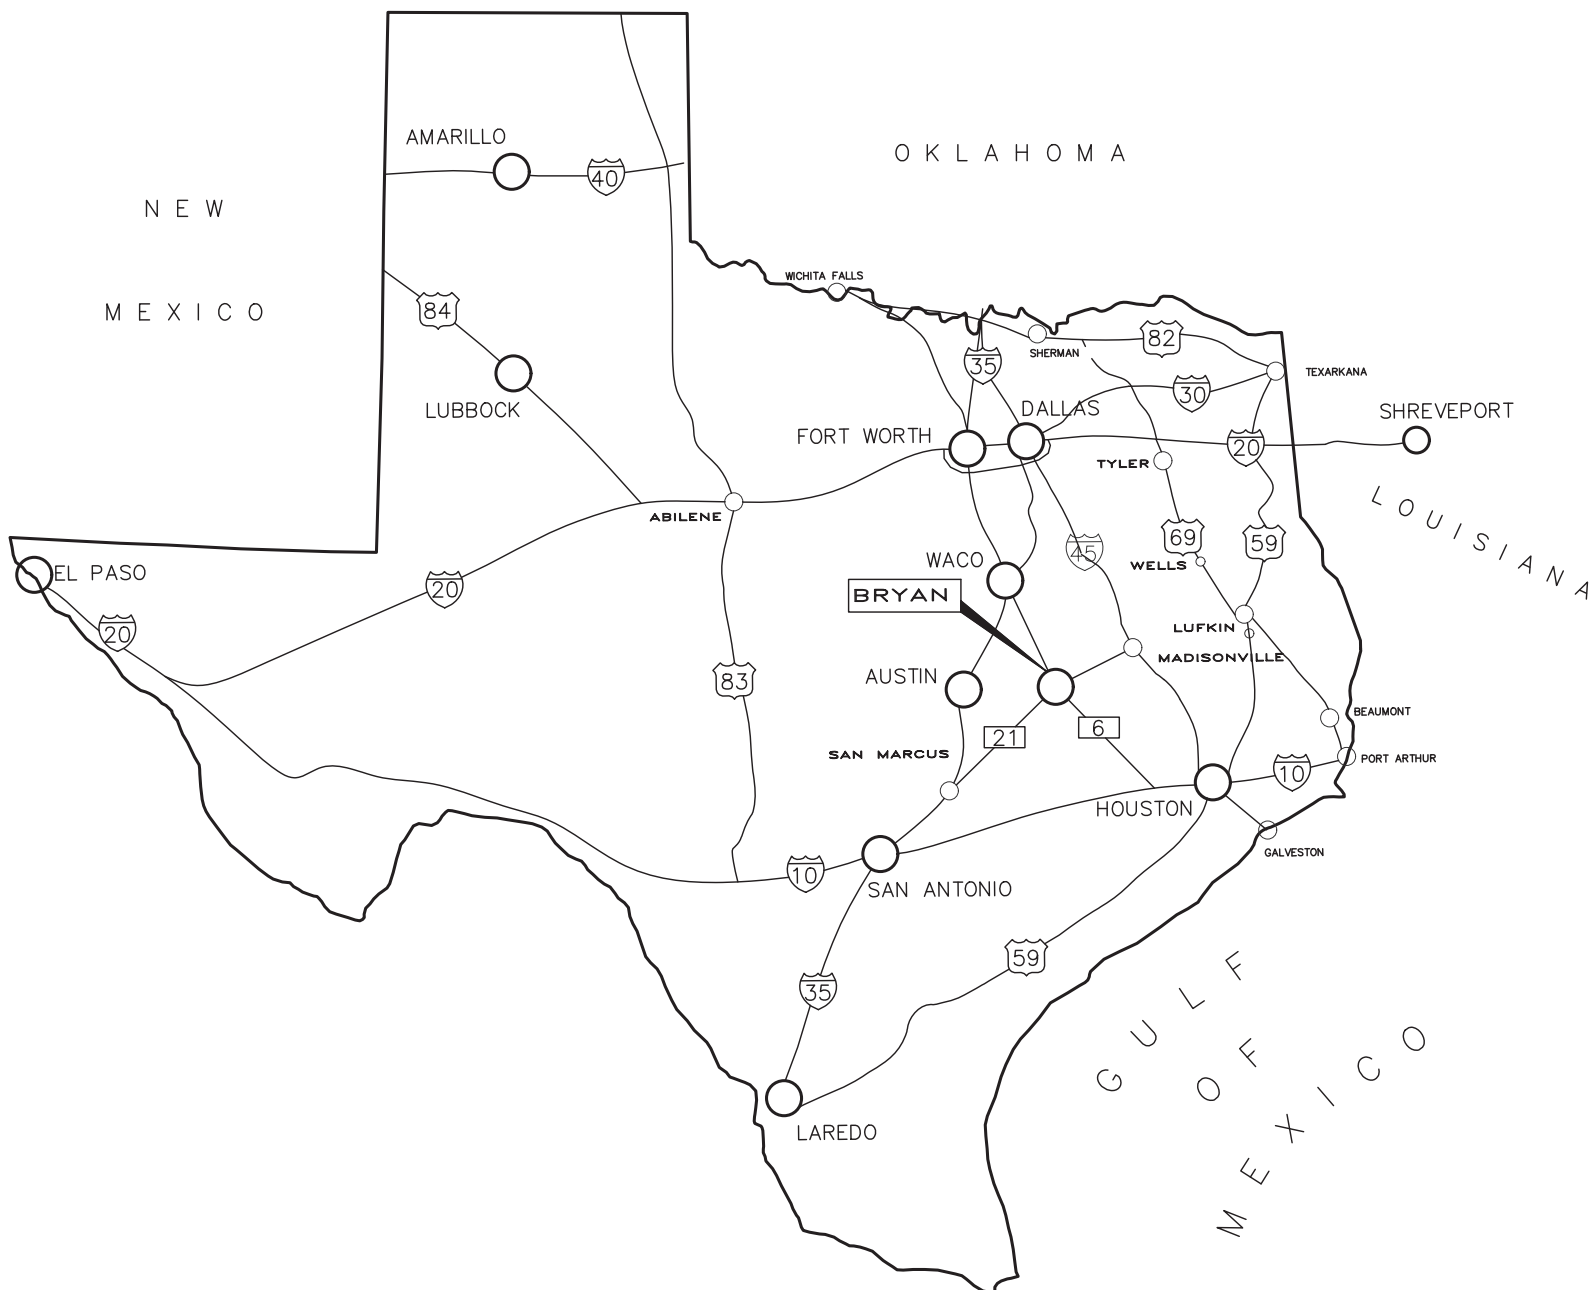 AMARILLO
OKLAHOMA
40
NEW
MEXICO
WICHITA FALLS
84
82
SHERMAN
35
TEXARKANA
30
LUBBOCK
DALLAS
SHREVEPORT
FORT WORTH
20
TYLER
LOUISIANA
ABILENE
69
59
45
WACO
WELLS
EL PASO
20
BRYAN
20
LUFKIN
MADISONVILLE
AUSTIN
83
BEAUMONT
6
21
SAN MARCUS
PORT ARTHUR
10
HOUSTON
GALVESTON
10
SAN ANTONIO
59
35
GULF
OF
MEXICO
LAREDO